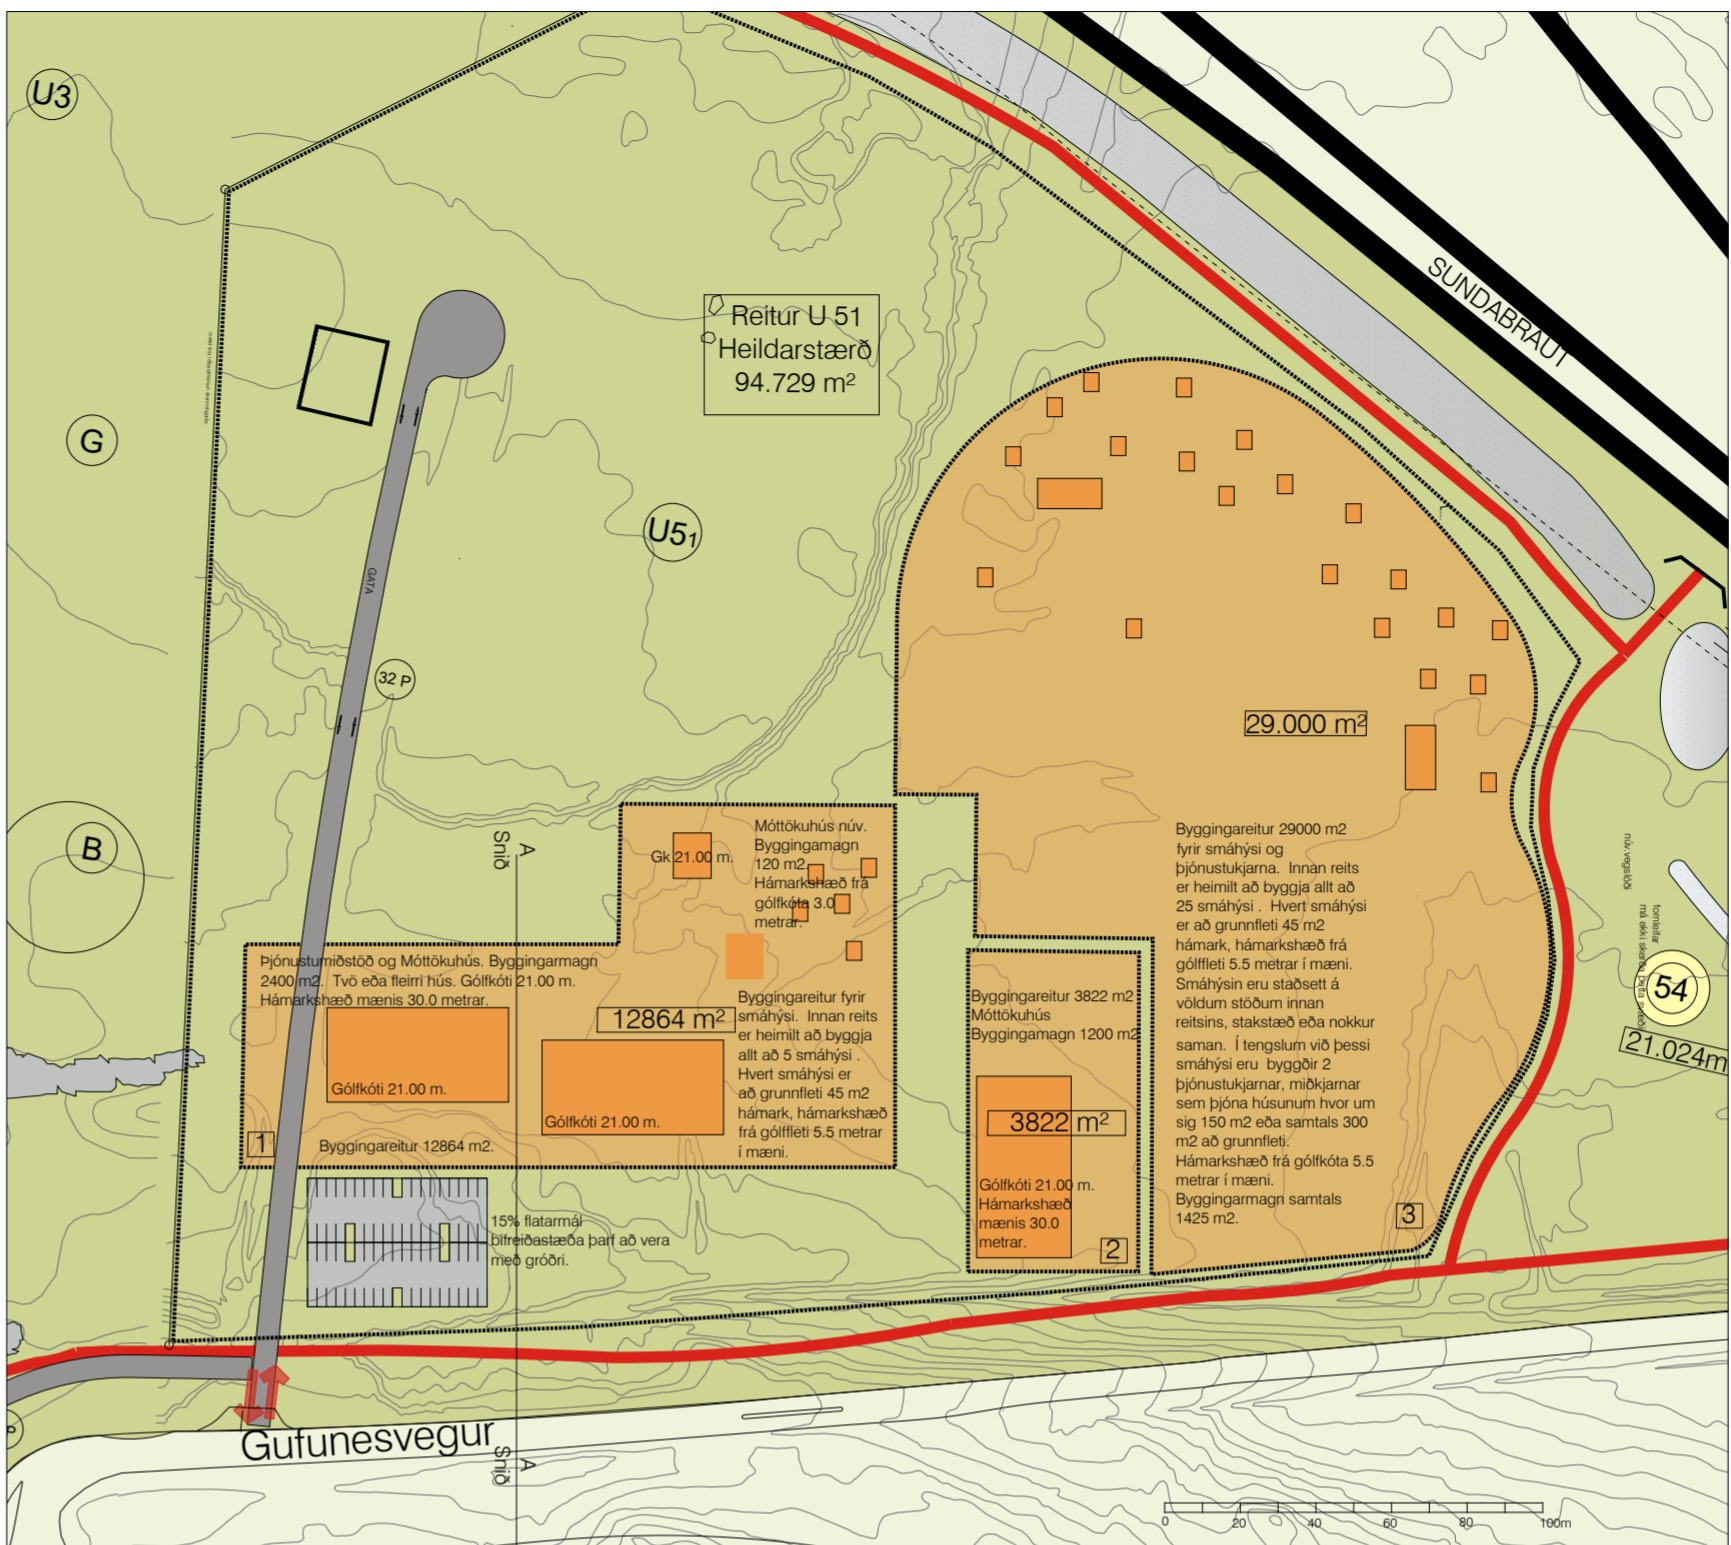 U3
SUNDABRAUT
Reitur U 51
Heildarstærð
94.729 m²
G
U5₁
GATA
32 P
29.000 m²
B
A
Snið
Gk 21.00 m.
Móttökuhús núv.
Byggingamagn
120 m2.
Hámarkshæð frá
gólfkóta 3.0
metrar.
Byggingareitur 29000 m2
fyrir smáhýsi og
þjónustukjarna. Innan reits
er heimilt að byggja allt að
25 smáhýsi . Hvert smáhýsi
er að grunnfleti 45 m2
hámark, hámarkshæð frá
gólffleti 5.5 metrar í mæni.
Smáhýsin eru staðsett á
völdum stöðum innan
reitsins, stakstæð eða nokkur
saman. Í tengslum við þessi
smáhýsi eru byggðir 2
þjónustukjarnar, miðkjarnar
sem þjóna húsunum hvor um
sig 150 m2 eða samtals 300
m2 að grunnfleti.
Hámarkshæð frá gólfkóta 5.5
metrar í mæni.
Byggingarmagn samtals
1425 m2.
3
núv.vegslóði
fornleifar
má ekki skerða þetta svæði
54
21.024m
Þjónustumiðstöð og Móttökuhús. Byggingarmagn
2400 m2. Tvö eða fleirri hús. Gólfkóti 21.00 m.
Hámarkshæð mænis 30.0 metrar.
12864 m²
Byggingareitur fyrir
smáhýsi. Innan reits
er heimilt að byggja
allt að 5 smáhýsi .
Hvert smáhýsi er
að grunnfleti 45 m2
hámark, hámarkshæð
frá gólffleti 5.5 metrar
í mæni.
Gólfkóti 21.00 m.
Gólfkóti 21.00 m.
1
Byggingareitur 12864 m2.
Byggingareitur 3822 m2
Móttökuhús
Byggingamagn 1200 m2
3822 m²
Gólfkóti 21.00 m.
Hámarkshæð
mænis 30.0
metrar.
2
15% flatarmál
bifreiðastæða þarf að vera
með gróðri.
Gufunesvegur
A
Snið
0 20 40 60 80 100m